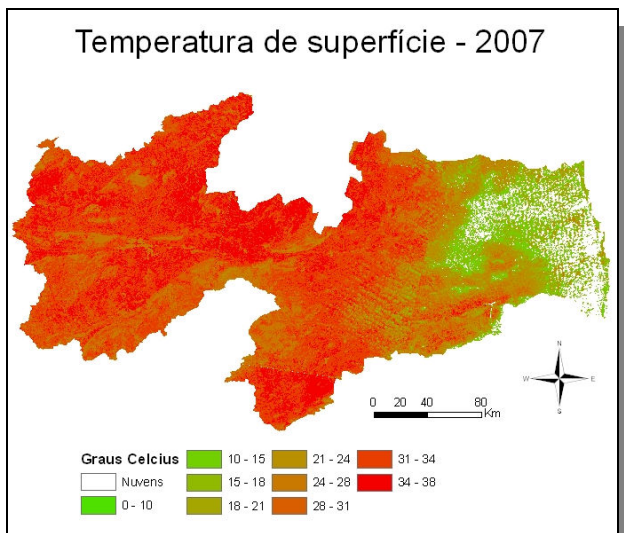 Temperatura de superfície - 2007
N
W E
S
0 20 40 80
Km
Graus Celcius
Nuvens
0 - 10
10 - 15
15 - 18
18 - 21
21 - 24
24 - 28
28 - 31
31 - 34
34 - 38